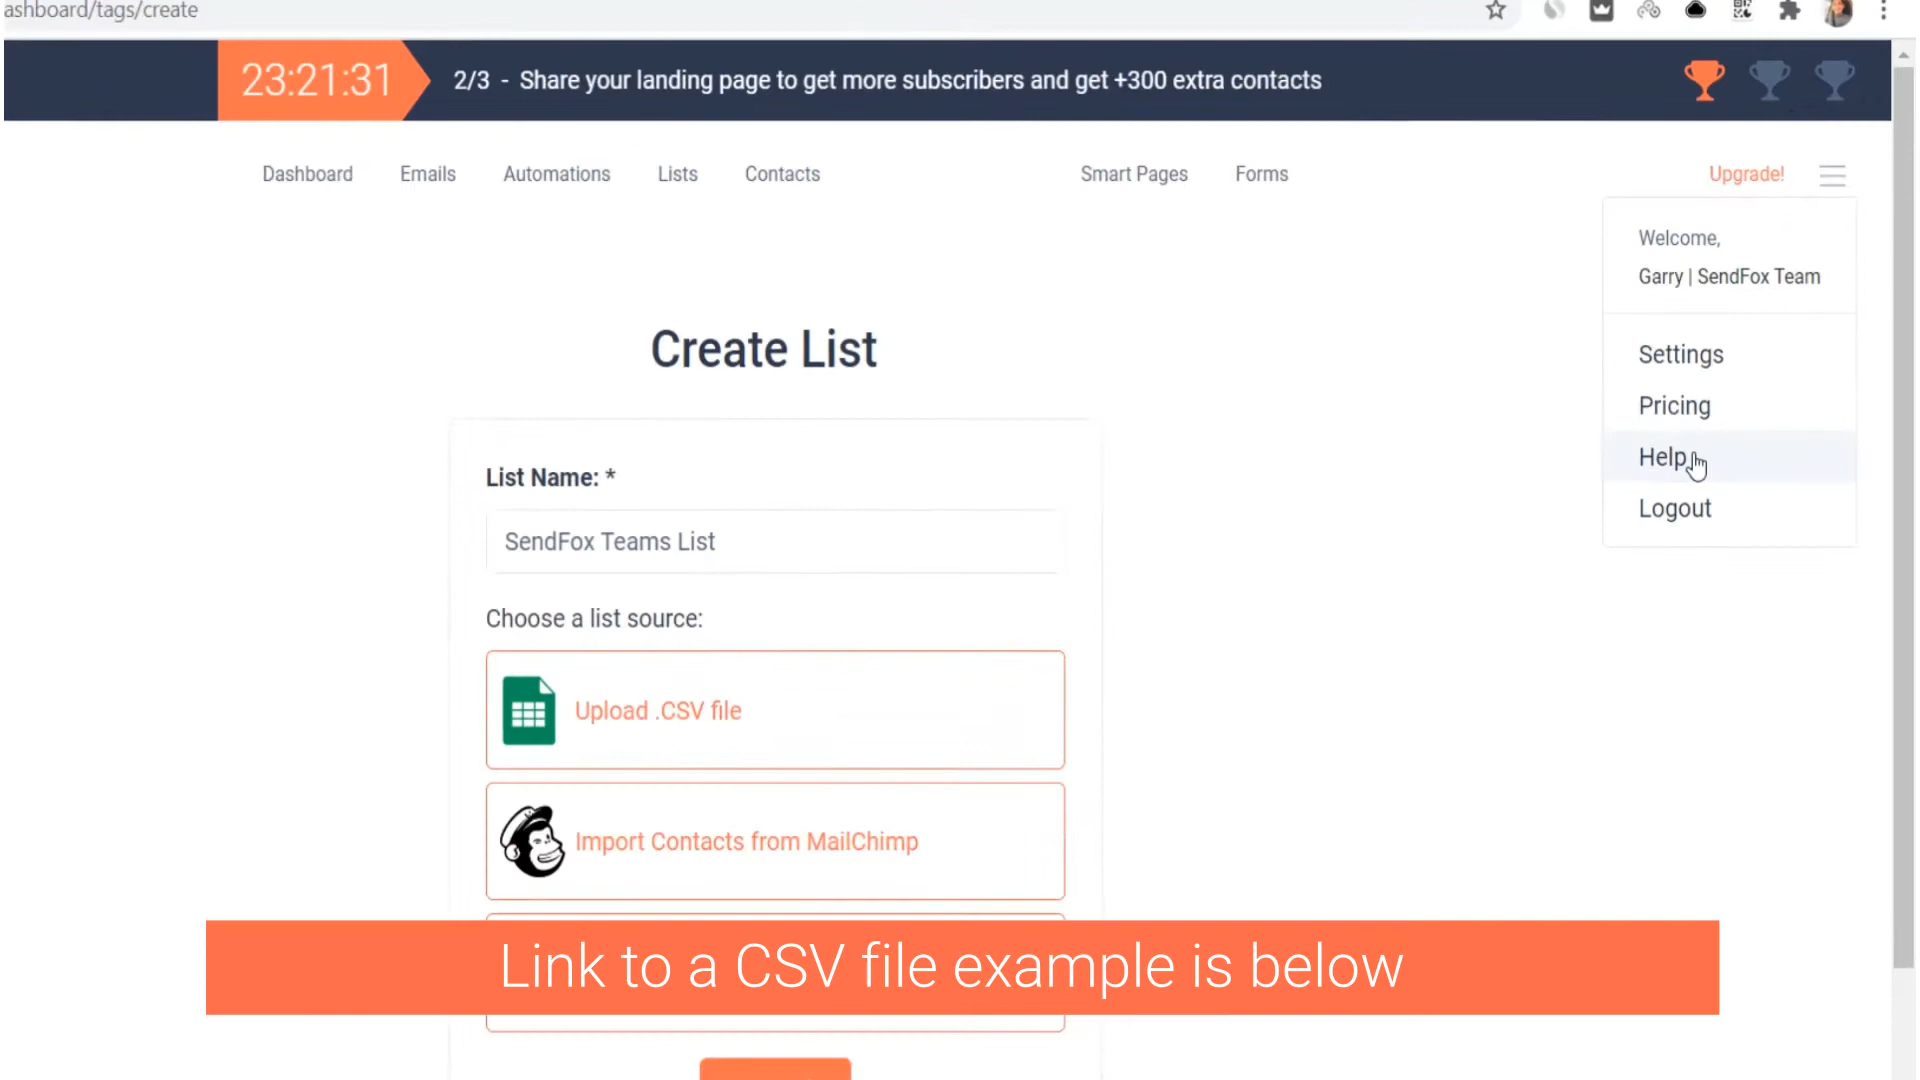 ashboard/tags/create
23:21:31
2/3 - Share your landing page to get more subscribers and get +300 extra contacts
Dashboard Emails Automations Lists Contacts Smart Pages Forms Upgrade!
Welcome,
Garry | SendFox Team
Settings
Pricing
Help
Logout
Create List
List Name: *
SendFox Teams List
Choose a list source:
Upload .CSV file
Import Contacts from MailChimp
Link to a CSV file example is below